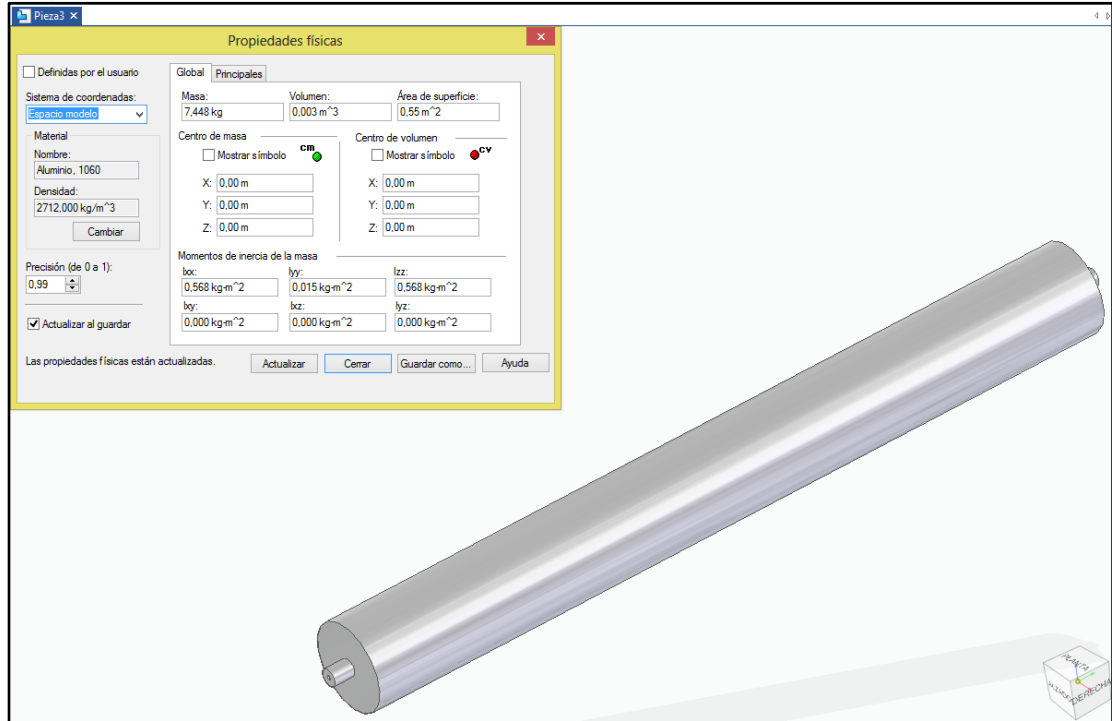 Pieza3
Propiedades físicas
Definidas por el usuario
Sistema de coordenadas:
Espacio modelo
Material
Nombre:
Aluminio, 1060
Densidad:
2712,000 kg/m^3
Cambiar
Precisión (de 0 a 1):
0,99
Actualizar al guardar
Global Principales
Masa: Volumen: Área de superficie:
7,448 kg 0,003 m^3 0,55 m^2
Centro de masa Centro de volumen
Mostrar símbolo cm Mostrar símbolo cv
X: 0,00 m X: 0,00 m
Y: 0,00 m Y: 0,00 m
Z: 0,00 m Z: 0,00 m
Momentos de inercia de la masa
Ixx: Iyy: Izz:
0,568 kg-m^2 0,015 kg-m^2 0,568 kg-m^2
Ixy: Ixz: Iyz:
0,000 kg-m^2 0,000 kg-m^2 0,000 kg-m^2
Las propiedades físicas están actualizadas.
Actualizar Cerrar Guardar como... Ayuda
PLANTA
DERECHA